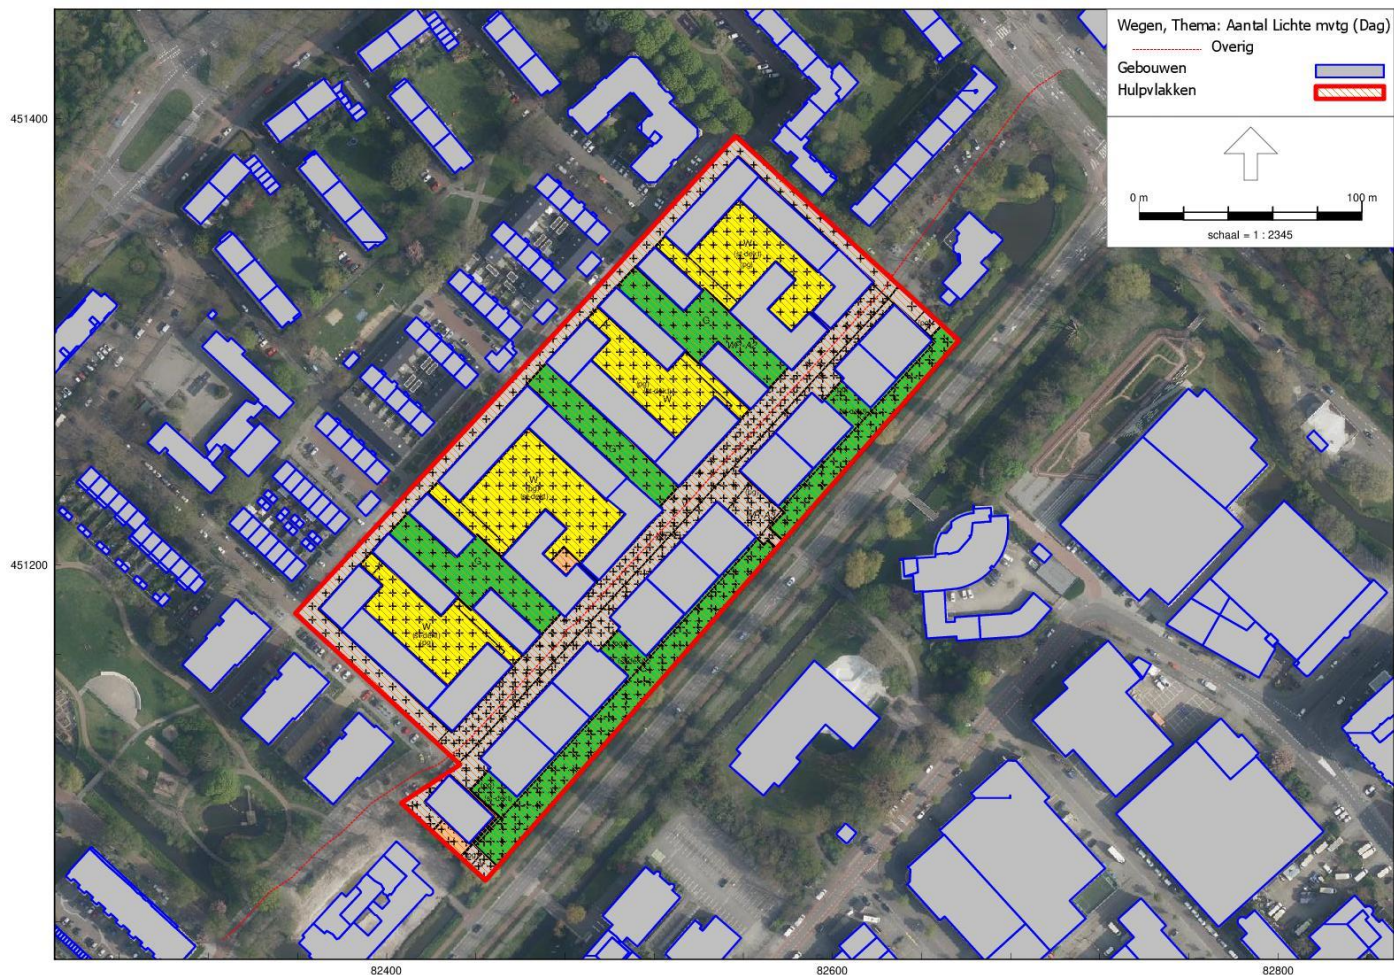 Wegen, Thema: Aantal Lichte mvtg (Dag)
Overig
Gebouwen
Hulpvlakken
0 m 100 m
schaal = 1 : 2345
451400
451200
82400 82600 82800
W
G
W
G
W
G
W